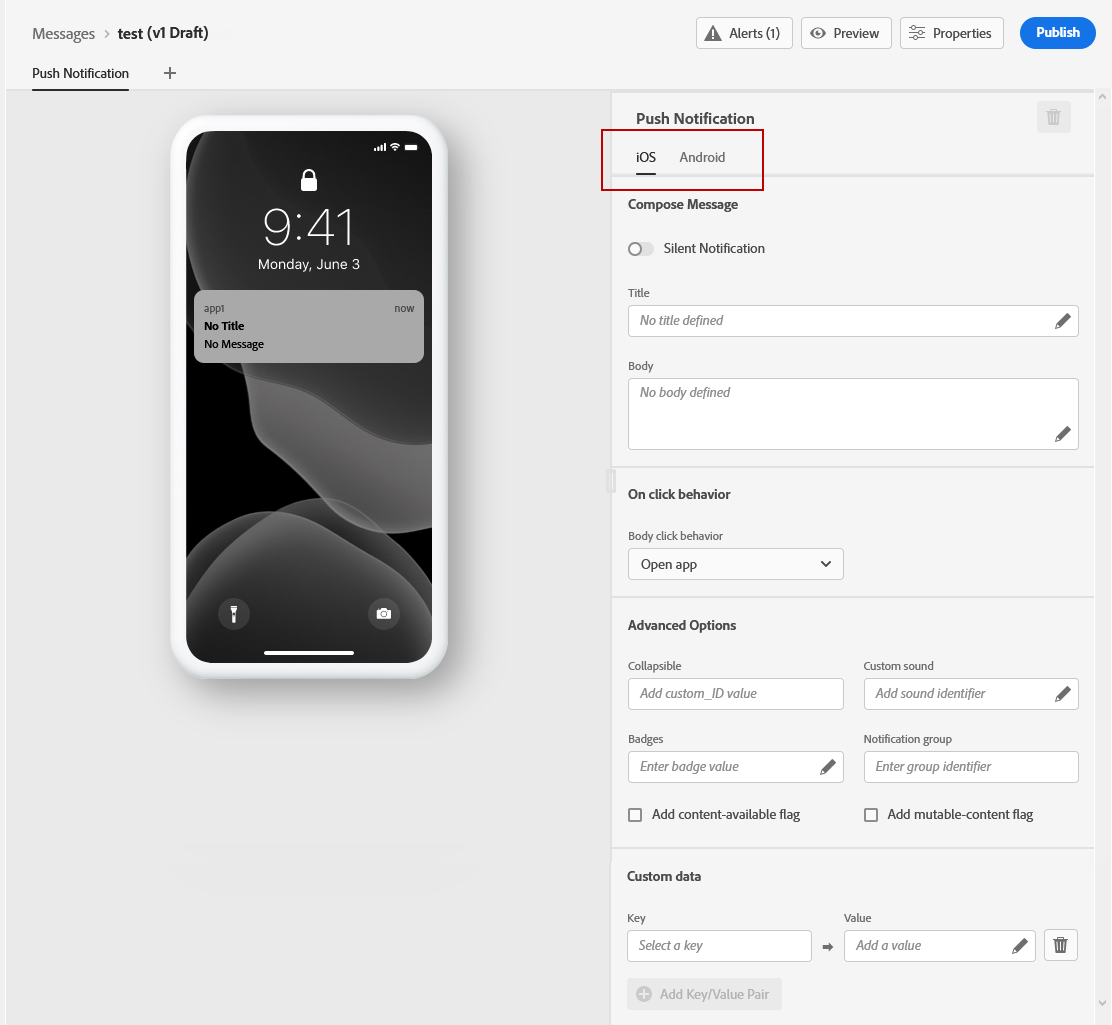 Messages > test (v1 Draft)
Alerts (1)
Preview
Properties
Publish
Push Notification
9:41
Monday, June 3
app1 now
No Title
No Message
Push Notification
iOS Android
Compose Message
Silent Notification
Title
No title defined
Body
No body defined
On click behavior
Body click behavior
Open app
Advanced Options
Collapsible
Add custom_ID value
Custom sound
Add sound identifier
Badges
Enter badge value
Notification group
Enter group identifier
Add content-available flag
Add mutable-content flag
Custom data
Key
Select a key
Value
Add a value
Add Key/Value Pair